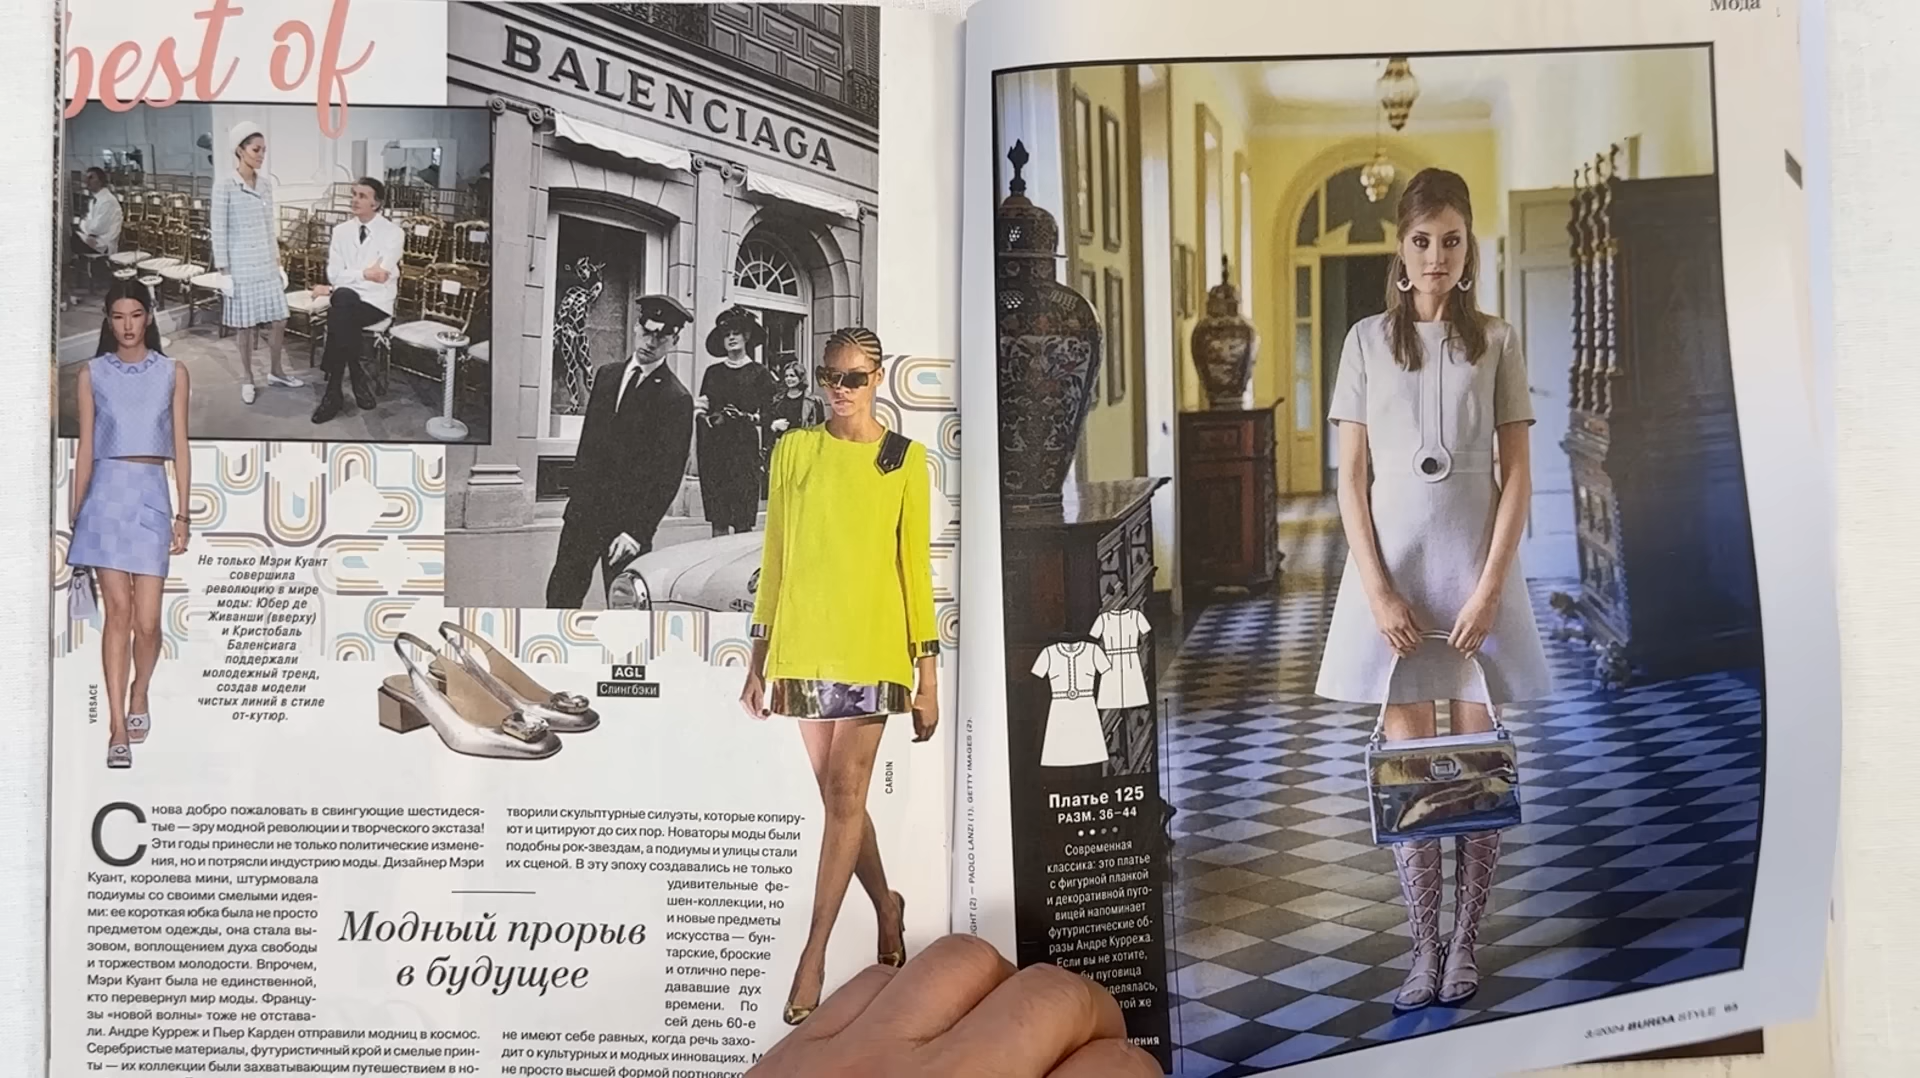 best of
BALENCIAGA
Не только Мэри Куант
совершила
революцию в мире
моды: Юбер де
Живанши (вверху)
и Кристобаль
Баленсиага
поддержали
молодежный тренд,
создав модели
чистых линий в стиле
от-кутюр.
VERSACE
AGL
Слингбэки
CARDIN
Снова добро пожаловать в свингующие шестидеся-
тые — эру модной революции и творческого экстаза!
Эти годы принесли не только политические измене-
ния, но и потрясли индустрию моды. Дизайнер Мэри
Куант, королева мини, штурмовала
подиумы со своими смелыми идея-
ми: ее короткая юбка была не просто
предметом одежды, она стала вы-
зовом, воплощением духа свободы
и торжеством молодости. Впрочем,
Мэри Куант была не единственной,
кто перевернул мир моды. Францу-
зы «новой волны» тоже не отстава-
ли. Андре Курреж и Пьер Карден отправили модниц в космос.
Серебристые материалы, футуристичный крой и смелые прин-
ты — их коллекции были захватывающим путешествием в но-
Модный прорыв
в будущее
творили скульптурные силуэты, которые копиру-
ют и цитируют до сих пор. Новаторы моды были
подобны рок-звездам, а подиумы и улицы стали
их сценой. В эту эпоху создавались не только
удивительные фе-
шен-коллекции, но
и новые предметы
искусства — бун-
тарские, броские
и отлично пере-
дававшие дух
времени. По
сей день 60-е
не имеют себе равных, когда речь захо-
дит о культурных и модных инновациях.
не просто высшей формой
Мода
PAOLO LANZI (1), GETTY IMAGES (2).
Платье 125
РАЗМ. 36–44
Современная
классика: это платье
с фигурной планкой
и декоративной пуго-
вицей напоминает
футуристические об-
разы Андре Куррежа.
Если вы не хотите,
пуговица
той же
3/2024 BURDA STYLE